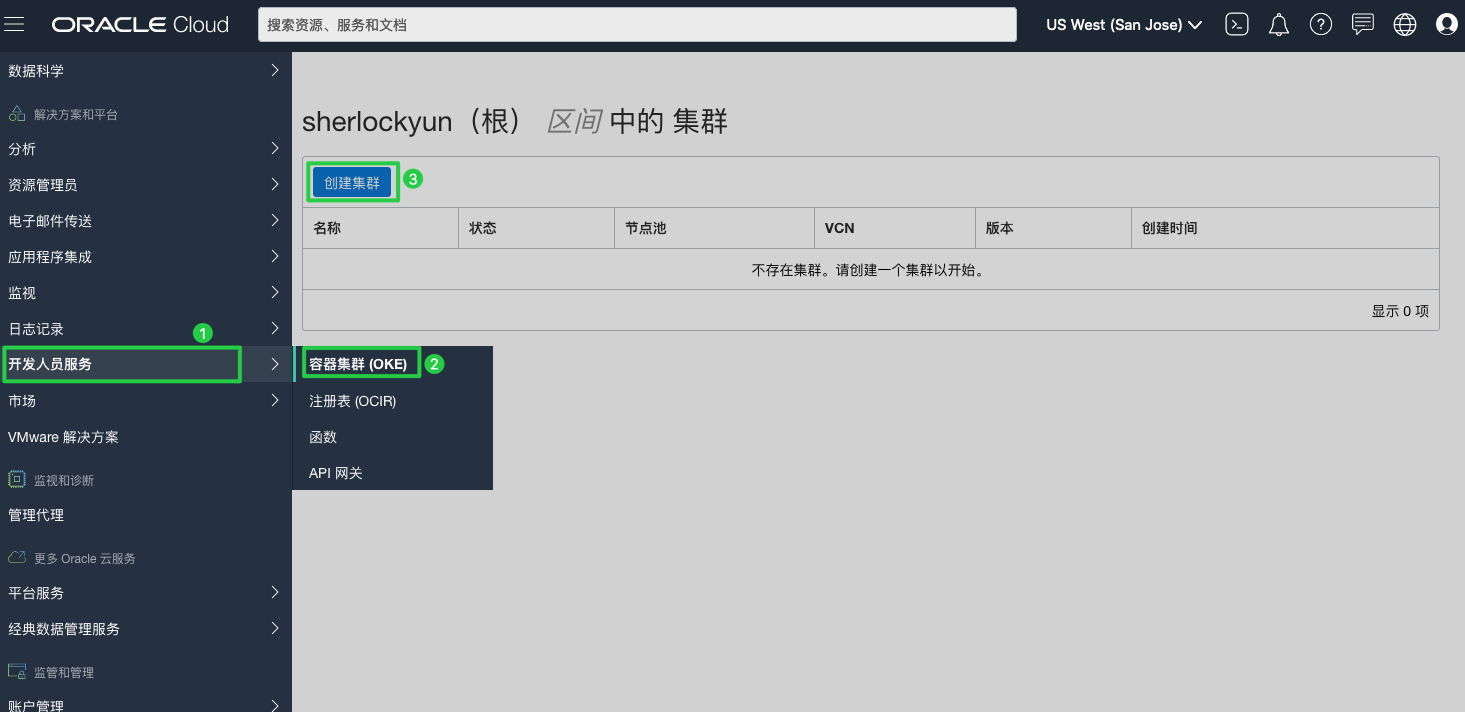 ORACLE Cloud
搜索资源、服务和文档
US West (San Jose)
数据科学
解决方案和平台
分析
资源管理员
电子邮件传送
应用程序集成
监视
日志记录
1
开发人员服务
市场
VMware 解决方案
监视和诊断
管理代理
更多 Oracle 云服务
平台服务
经典数据管理服务
监管和管理
账户管理
容器集群 (OKE) 2
注册表 (OCIR)
函数
API 网关
sherlockyun（根） 区间 中的 集群
创建集群 3
名称 状态 节点池 VCN 版本 创建时间
不存在集群。请创建一个集群以开始。
显示 0 项